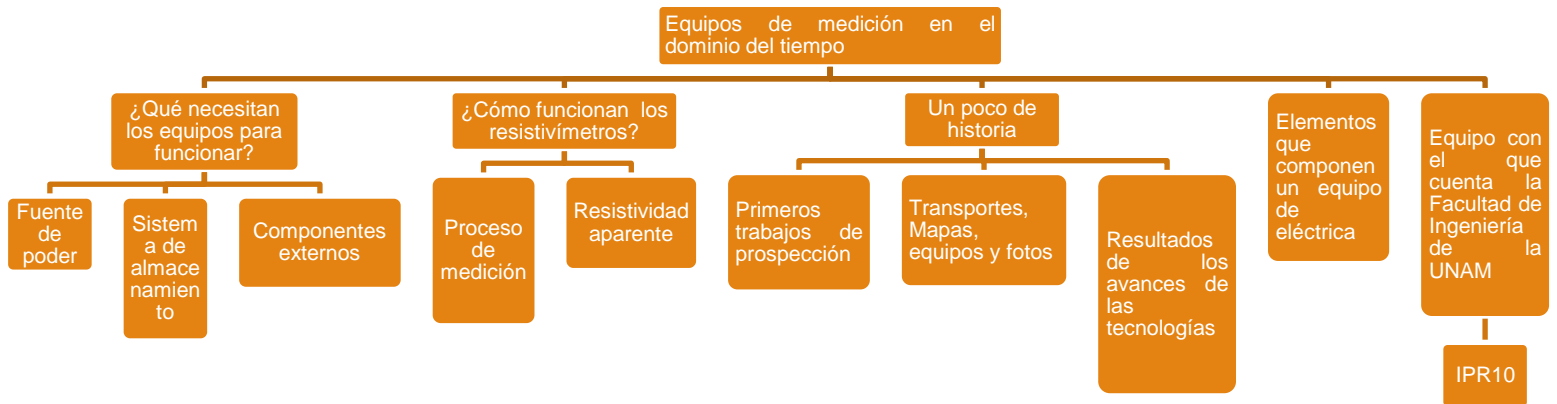 Equipos de medición en el
dominio del tiempo
¿Qué necesitan
los equipos para
funcionar?
Fuente
de
poder
Sistem
a de
almace
namien
to
Componentes
externos
¿Cómo funcionan los
resistivímetros?
Proceso
de
medición
Resistividad
aparente
Un poco de
historia
Primeros
trabajos de
prospección
Transportes,
Mapas,
equipos y fotos
Resultados
de los
avances de
las
tecnologías
Elementos
que
componen
un equipo
de
eléctrica
Equipo con
el que
cuenta la
Facultad de
Ingeniería
de la
UNAM
IPR10